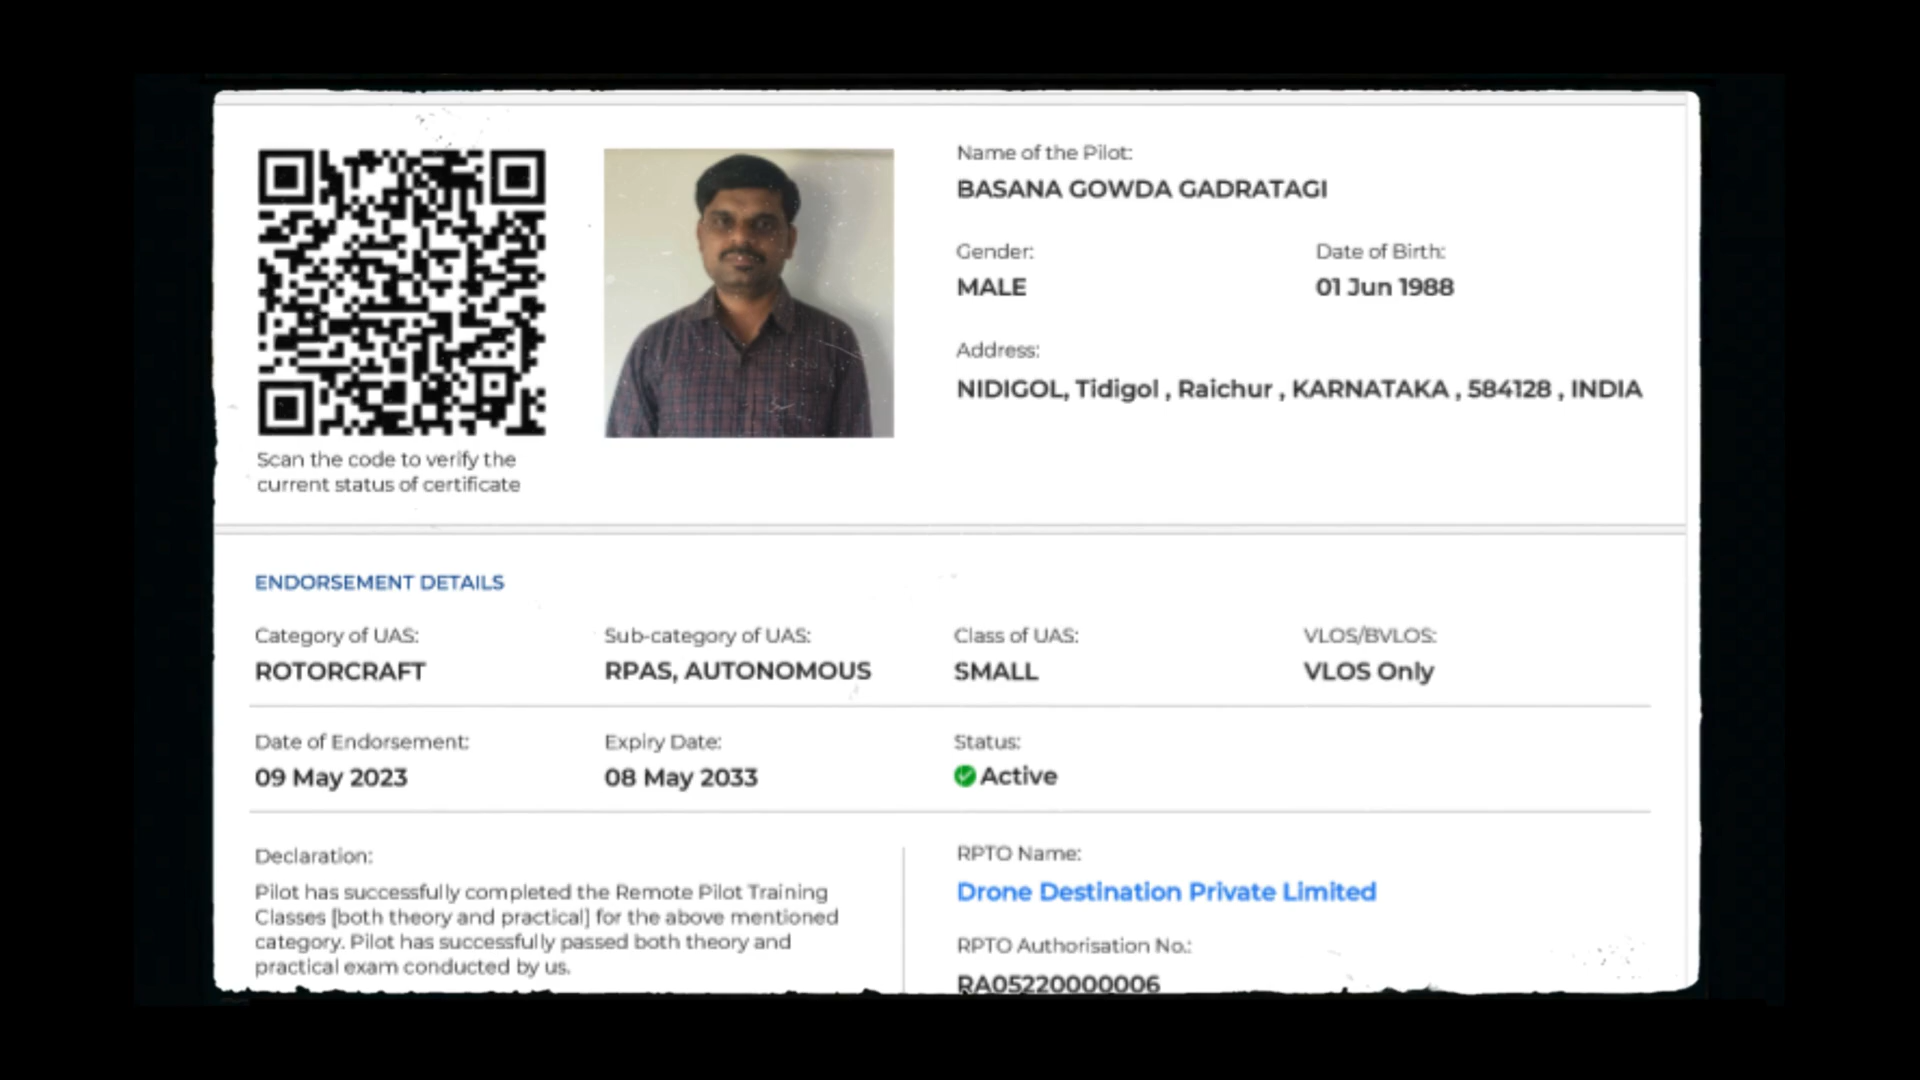 Name of the Pilot:
BASANA GOWDA GADRATAGI
Gender:
Date of Birth:
MALE
01 Jun 1988
Address:
NIDIGOL, Tidigol , Raichur , KARNATAKA , 584128 , INDIA
Scan the code to verify the
current status of certificate
ENDORSEMENT DETAILS
Category of UAS:
Sub-category of UAS:
Class of UAS:
VLOS/BVLOS:
ROTORCRAFT
RPAS, AUTONOMOUS
SMALL
VLOS Only
Date of Endorsement:
Expiry Date:
Status:
09 May 2023
08 May 2033
Active
Declaration:
Pilot has successfully completed the Remote Pilot Training
Classes [both theory and practical] for the above mentioned
category. Pilot has successfully passed both theory and
practical exam conducted by us.
RPTO Name:
Drone Destination Private Limited
RPTO Authorisation No.:
RA05220000006